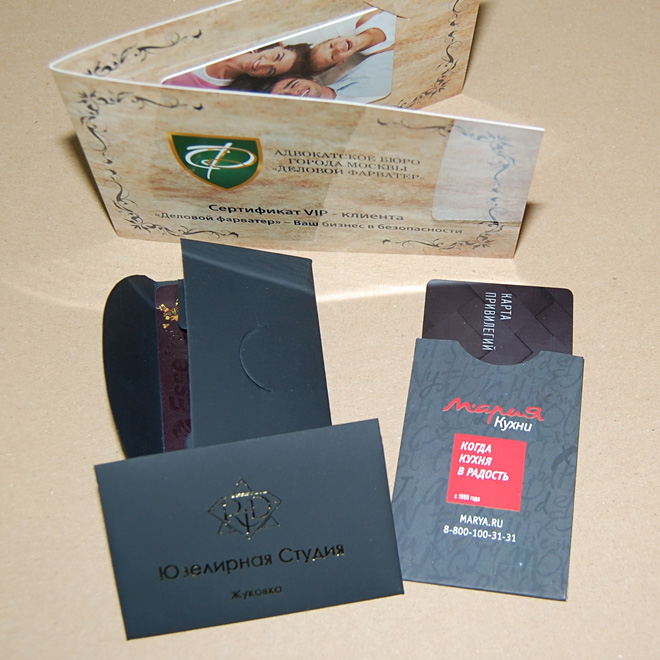 АДВОКАТСКОЕ БЮРО
ГОРОДА МОСКВЫ
«ДЕЛОВОЙ ФАРВАТЕР»
Сертификат VIP - клиента
«Деловой фарватер» – Ваш бизнес в безопасности
КАРТА
ПРИВИЛЕГИЙ
Мария
Кухни
КОГДА
КУХНЯ
В РАДОСТЬ
с 1999 года
MARYA.RU
8-800-100-31-31
Ювелирная Студия
Жуковка